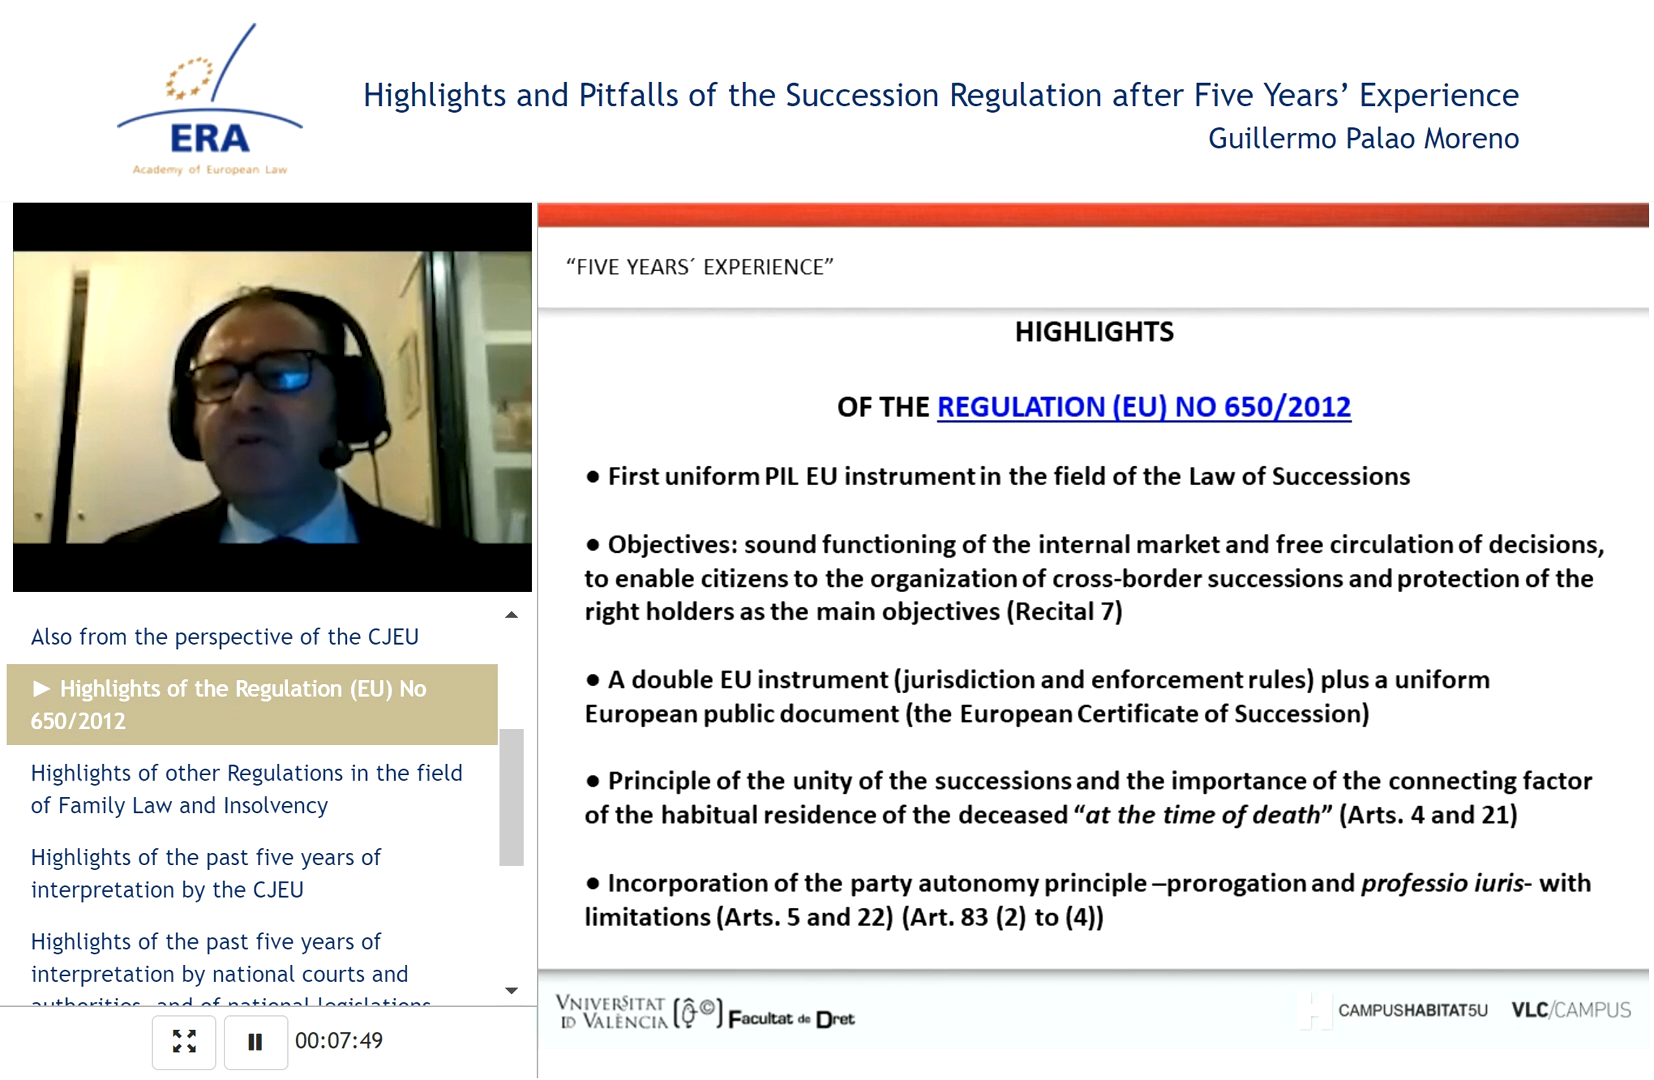 ERA
Academy of European Law
Highlights and Pitfalls of the Succession Regulation after Five Years’ Experience
Guillermo Palao Moreno
Also from the perspective of the CJEU
► Highlights of the Regulation (EU) No
650/2012
Highlights of other Regulations in the field
of Family Law and Insolvency
Highlights of the past five years of
interpretation by the CJEU
Highlights of the past five years of
interpretation by national courts and
authorities, and of national legislations
00:07:49
“FIVE YEARS´ EXPERIENCE”
HIGHLIGHTS
OF THE REGULATION (EU) NO 650/2012
● First uniform PIL EU instrument in the field of the Law of Successions
● Objectives: sound functioning of the internal market and free circulation of decisions,
to enable citizens to the organization of cross-border successions and protection of the
right holders as the main objectives (Recital 7)
● A double EU instrument (jurisdiction and enforcement rules) plus a uniform
European public document (the European Certificate of Succession)
● Principle of the unity of the successions and the importance of the connecting factor
of the habitual residence of the deceased “at the time of death” (Arts. 4 and 21)
● Incorporation of the party autonomy principle –prorogation and professio iuris- with
limitations (Arts. 5 and 22) (Art. 83 (2) to (4))
VNIVERSITAT
ID VALÈNCIA
Facultat de Dret
CAMPUSHABITAT5U
VLC/CAMPUS